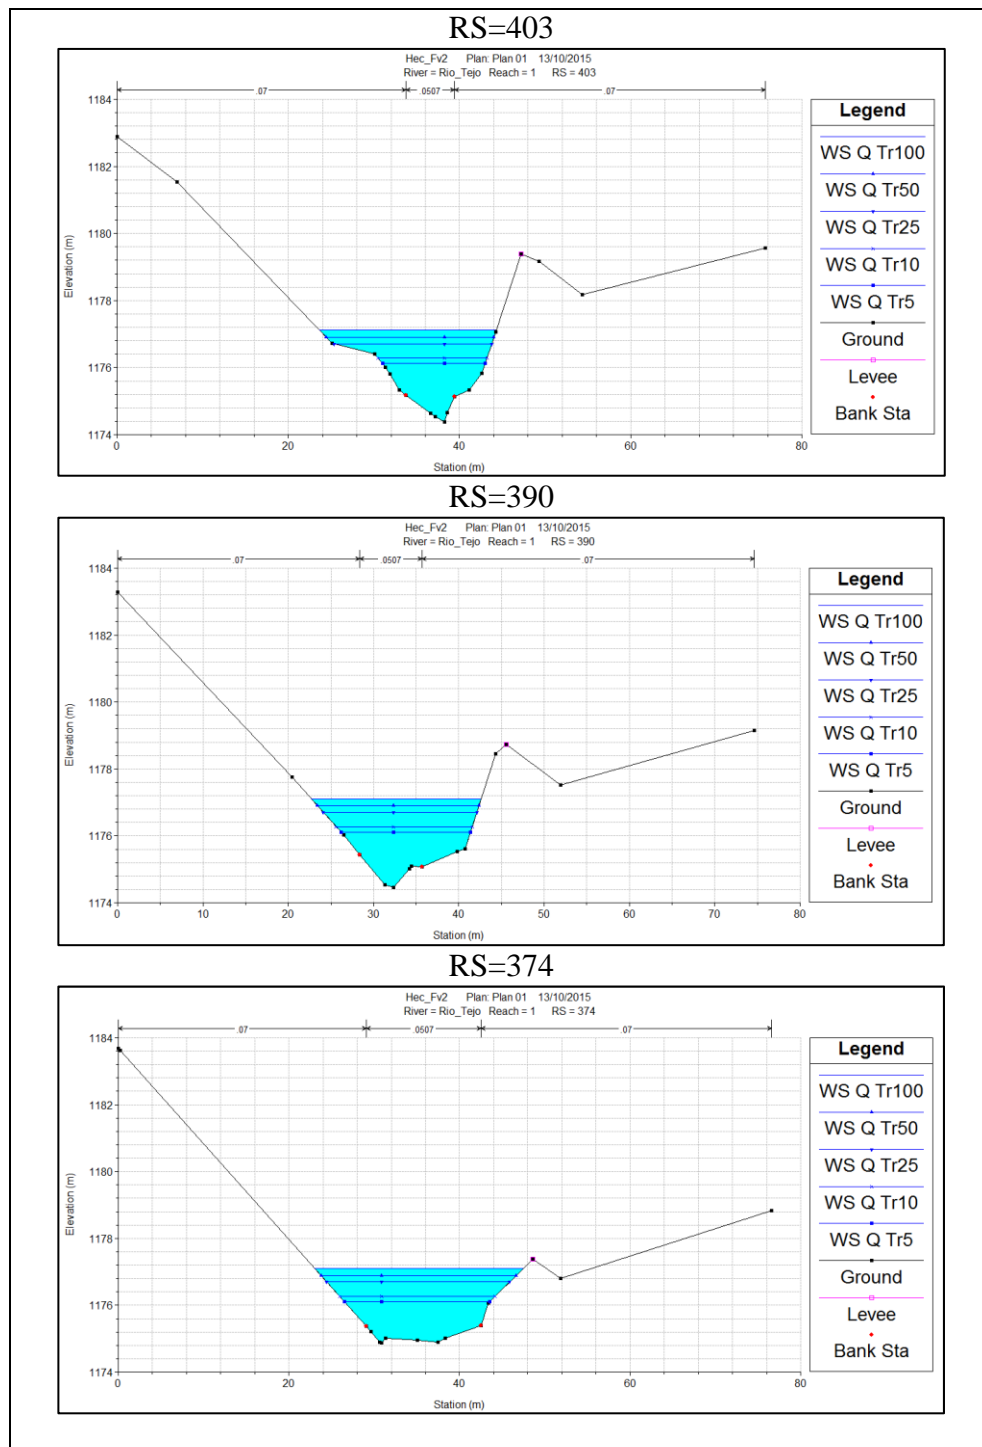 RS=403
Hec_Fv2 Plan: Plan 01 13/10/2015
River = Rio_Tejo Reach = 1 RS = 403
.07 .0507 .07
1184
1182
1180
1178
1176
1174
Elevation (m)
0 20 40 60 80
Station (m)
Legend
WS Q Tr100
WS Q Tr50
WS Q Tr25
WS Q Tr10
WS Q Tr5
Ground
Levee
Bank Sta
RS=390
Hec_Fv2 Plan: Plan 01 13/10/2015
River = Rio_Tejo Reach = 1 RS = 390
.07 .0507 .07
1184
1182
1180
1178
1176
1174
Elevation (m)
0 10 20 30 40 50 60 70 80
Station (m)
Legend
WS Q Tr100
WS Q Tr50
WS Q Tr25
WS Q Tr10
WS Q Tr5
Ground
Levee
Bank Sta
RS=374
Hec_Fv2 Plan: Plan 01 13/10/2015
River = Rio_Tejo Reach = 1 RS = 374
.07 .0507 .07
1184
1182
1180
1178
1176
1174
Elevation (m)
0 20 40 60 80
Station (m)
Legend
WS Q Tr100
WS Q Tr50
WS Q Tr25
WS Q Tr10
WS Q Tr5
Ground
Levee
Bank Sta